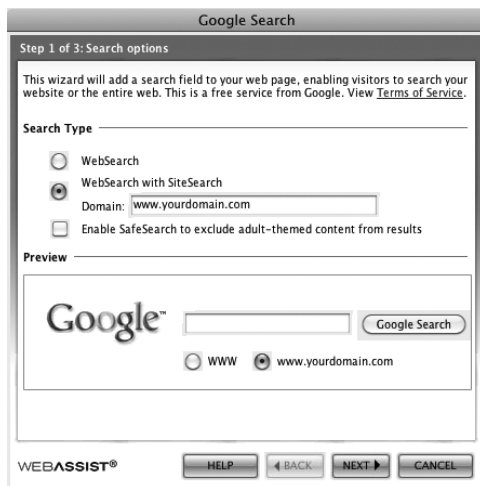 Google Search
Step 1 of 3: Search options
This wizard will add a search field to your web page, enabling visitors to search your
website or the entire web. This is a free service from Google. View Terms of Service.
Search Type
WebSearch
WebSearch with SiteSearch
Domain: www.yourdomain.com
Enable SafeSearch to exclude adult-themed content from results
Preview
Google™ Google Search
WWW www.yourdomain.com
WEBASSIST® HELP BACK NEXT CANCEL